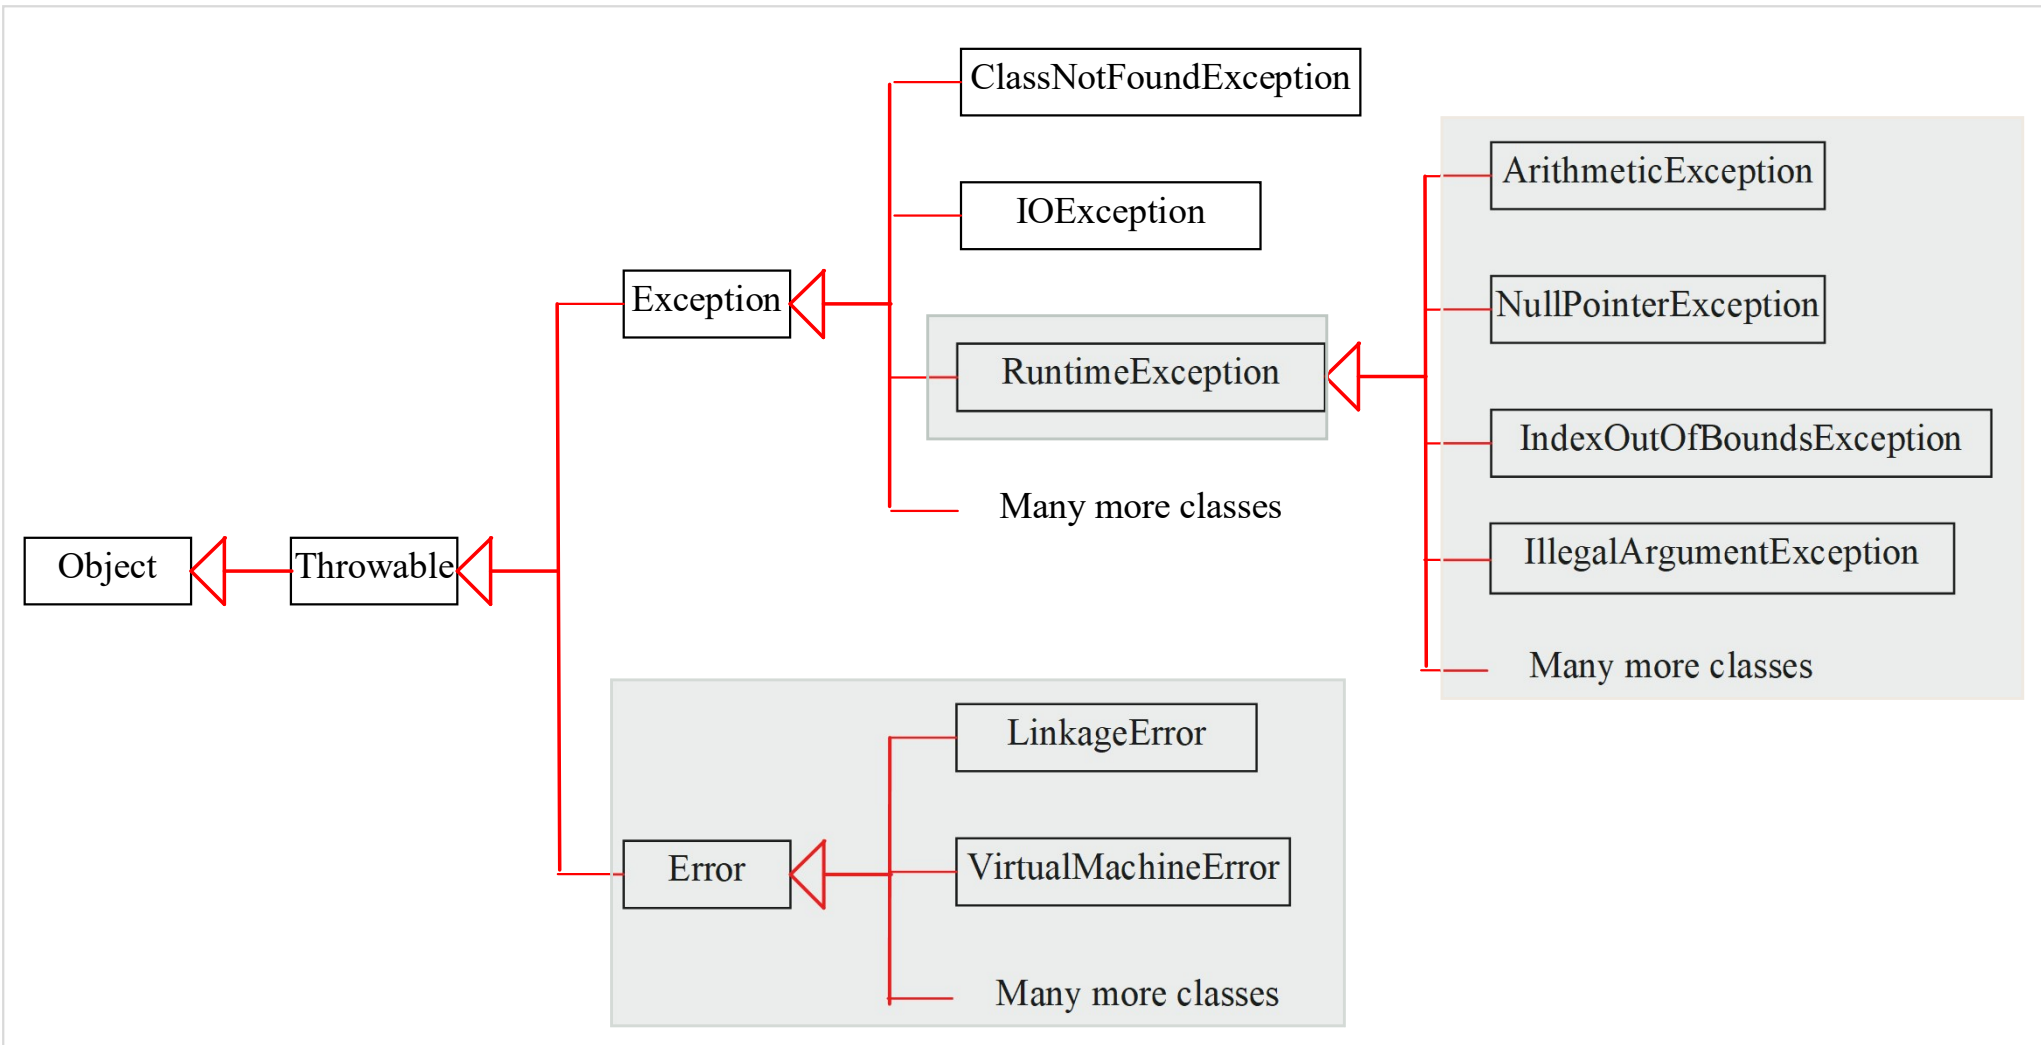 ClassNotFoundException
ArithmeticException
IOException
NullPointerException
Exception
RuntimeException
IndexOutOfBoundsException
Many more classes
IllegalArgumentException
Object
Throwable
Many more classes
LinkageError
Error
VirtualMachineError
Many more classes